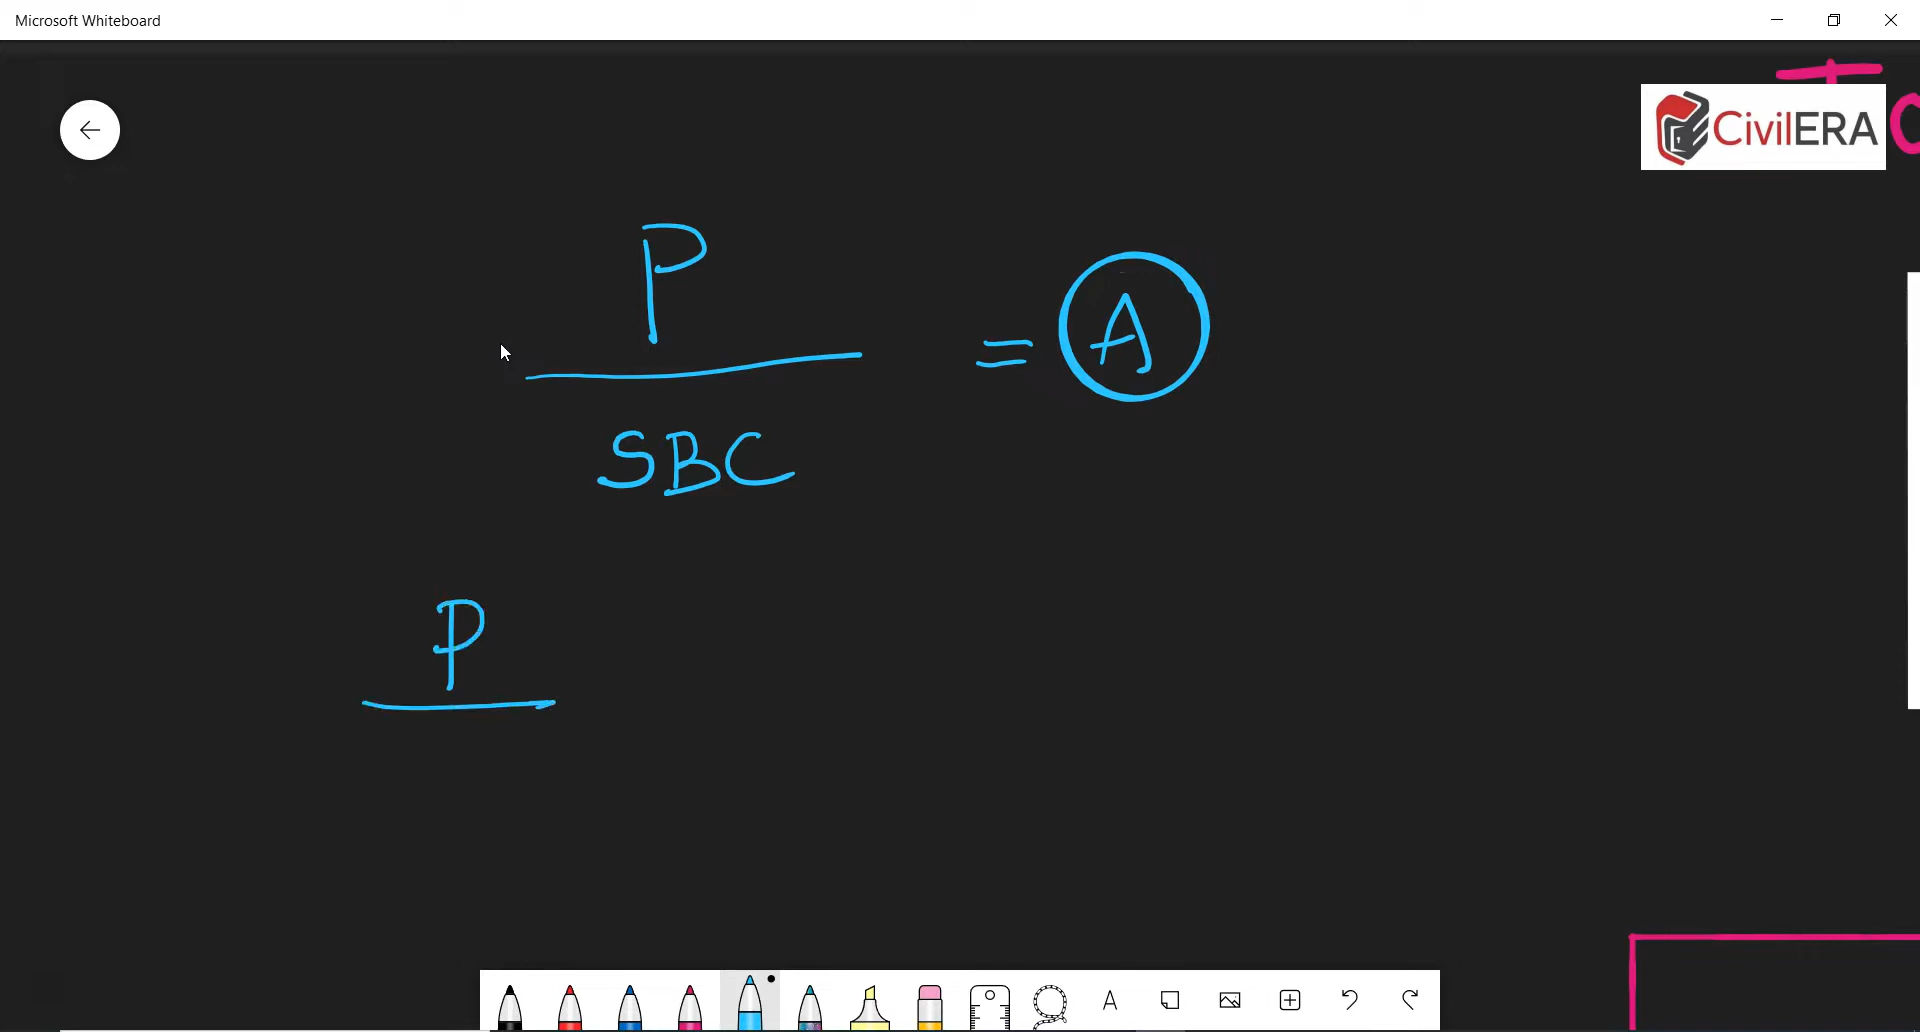 Microsoft Whiteboard
CivilERA
P
= A
SBC
P